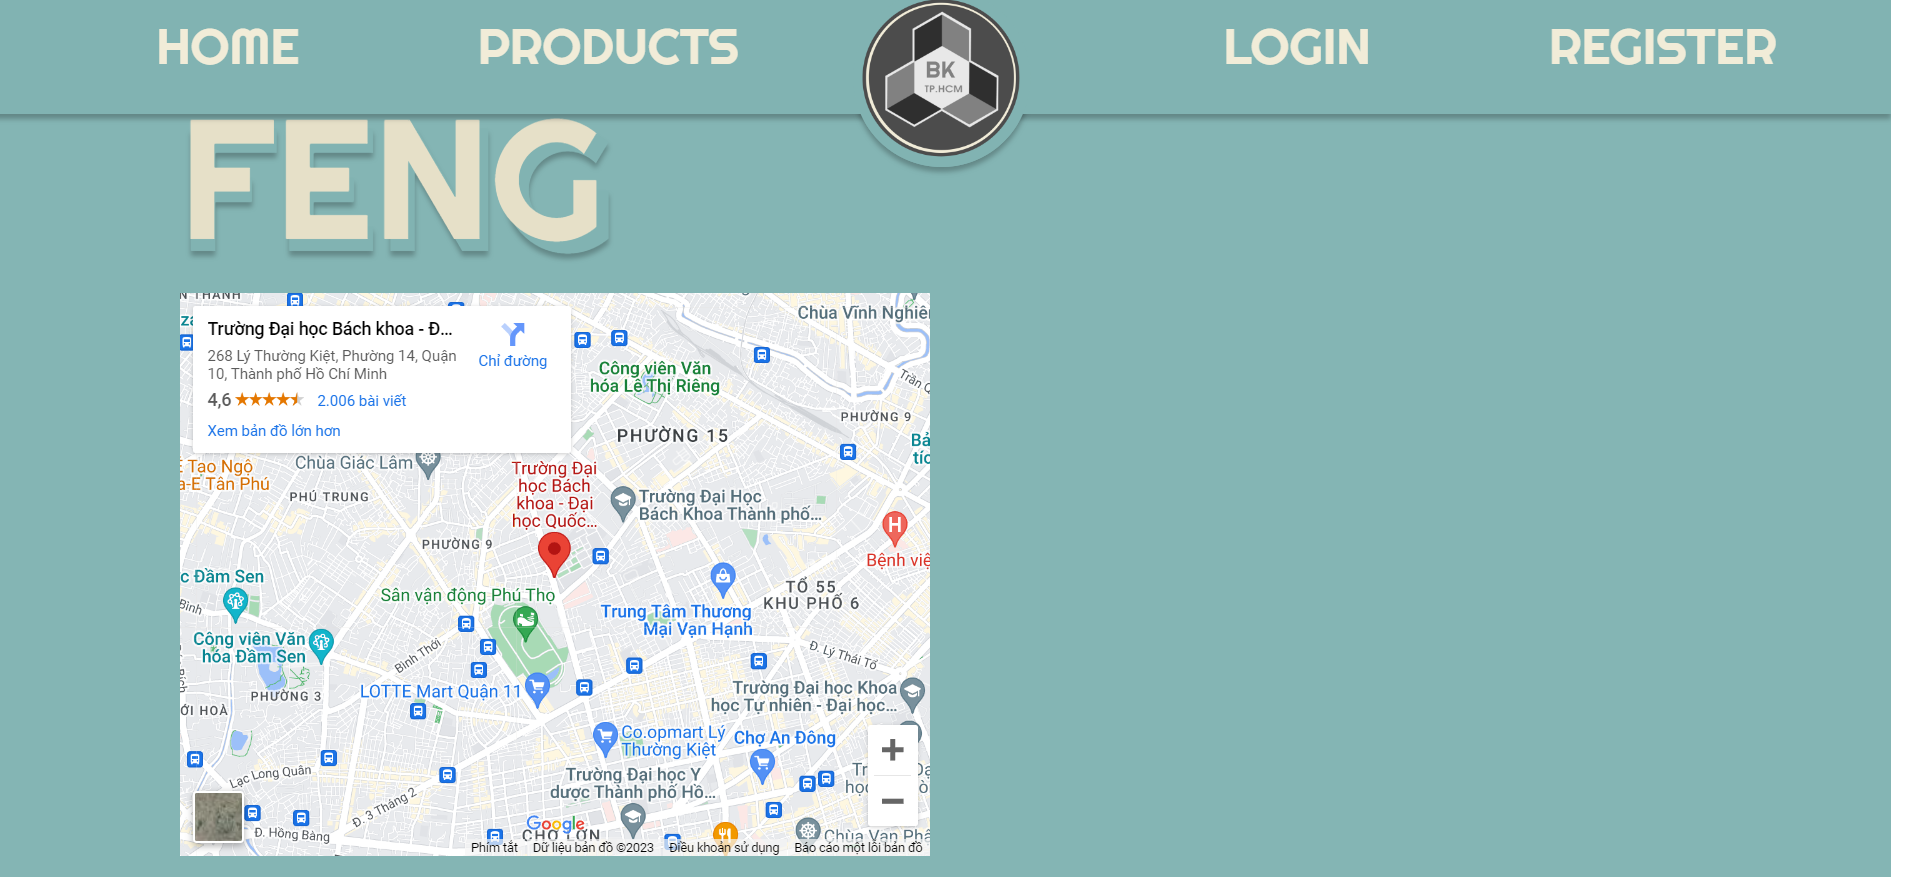 HOME
PRODUCTS
BK
TP.HCM
LOGIN
REGISTER
FENG
Trường Đại học Bách khoa - Đ...
268 Lý Thường Kiệt, Phường 14, Quận
10, Thành phố Hồ Chí Minh
4,6
2.006 bài viết
Xem bản đồ lớn hơn
Chỉ đường
Chùa Vĩnh Nghiê
Công viên Văn
hóa Lê Thị Riêng
Trần
PHƯỜNG 9
PHƯỜNG 15
E Tạo Ngộ
a-E Tân Phú
Chùa Giác Lâm
PHÚ TRUNG
Trường Đại
học Bách
khoa - Đại
học Quốc...
Trường Đại Học
Bách Khoa Thành phố...
H
Bệnh việ
PHƯỜNG 9
c Đầm Sen
Bình
Sân vận động Phú Thọ
TỔ 55
KHU PHỐ 6
Trung Tâm Thương
Mại Vạn Hạnh
Công viên Văn
hóa Đầm Sen
Bình Thới
Đ. Lý Thái Tổ
PHƯỜNG 3
ỚI HOÀ
LOTTE Mart Quận 11
Trường Đại học Khoa
học Tự nhiên - Đại học...
Co.opmart Lý
Thường Kiệt
Chợ An Đông
Lạc Long Quân
Trường Đại học Y
dược Thành phố Hồ...
Đ. 3 Tháng 2
Đ. Hồng Bàng
Google
CHỢ LỚN
Chùa Vạn Phậ
Phím tắt
Dữ liệu bản đồ ©2023
Điều khoản sử dụng
Báo cáo một lỗi bản đồ